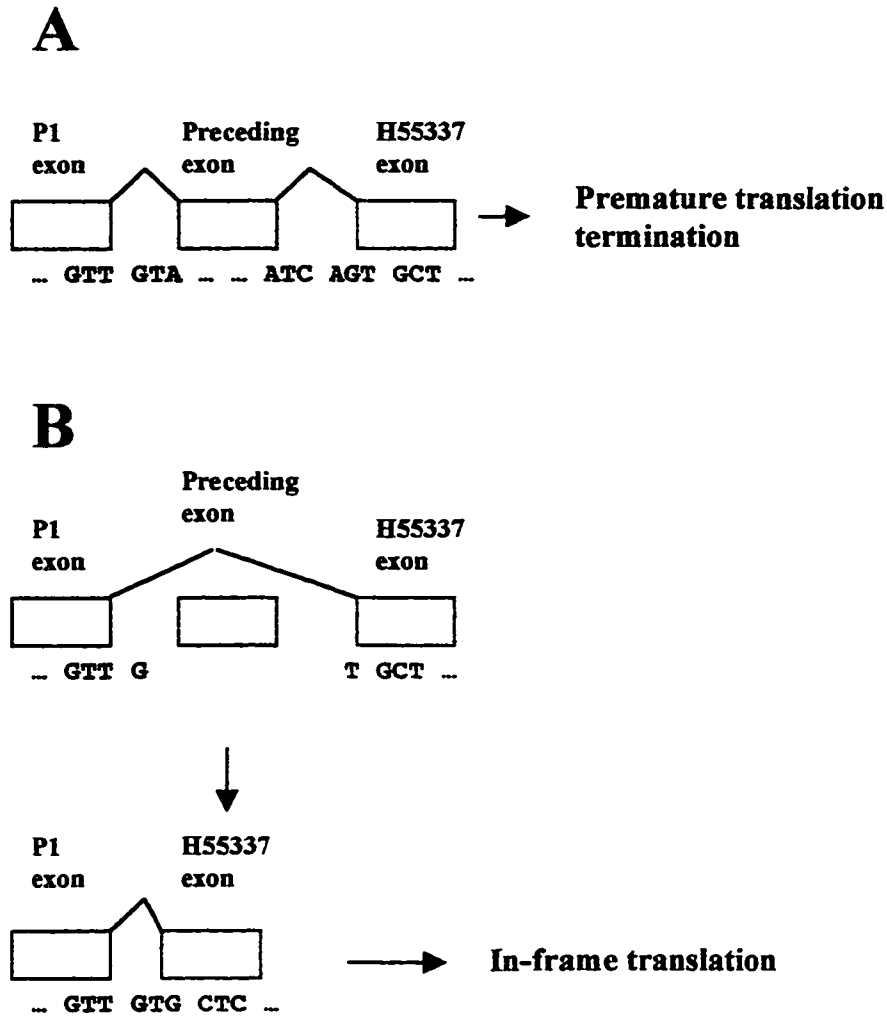 A
P1 Preceding H55337
exon exon exon
Premature translation
termination
… GTT GTA … … ATC AGT GCT …
B
Preceding
exon
P1 H55337
exon exon
… GTT G T GCT …
P1 H55337
exon exon
In-frame translation
… GTT GTG CTC …